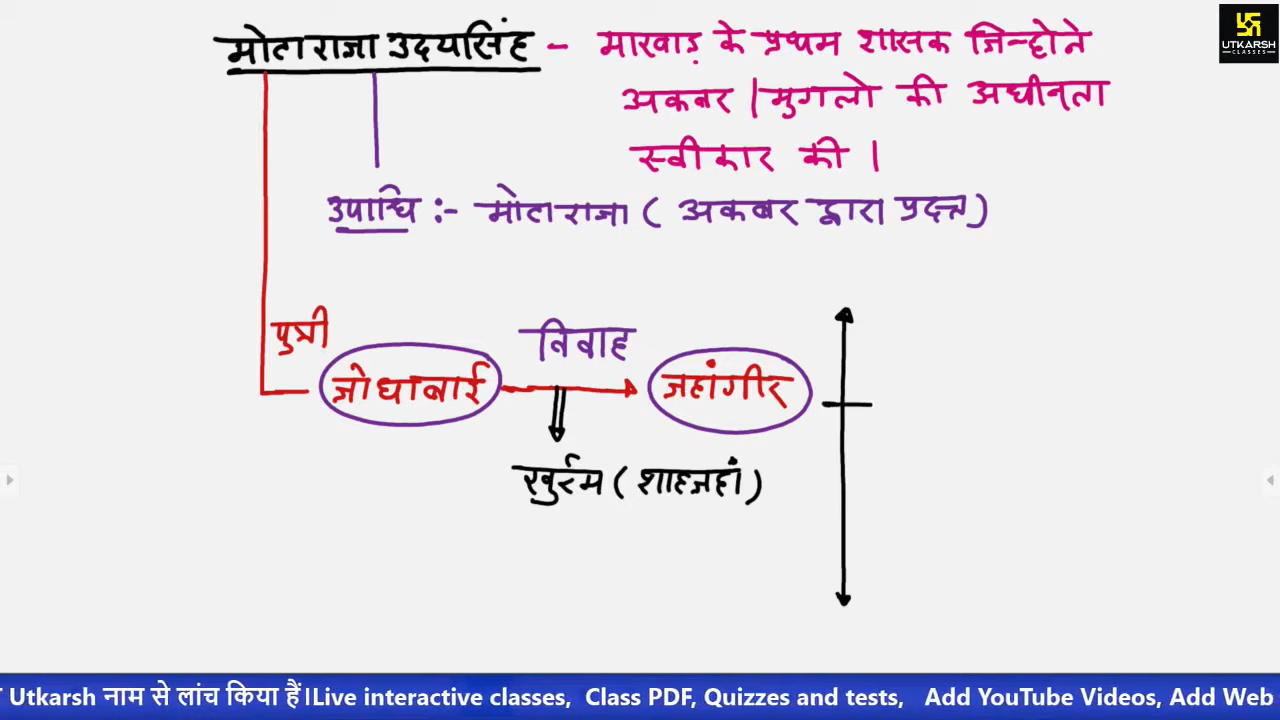 मोटाराजा उदयसिंह - मारवाड़ के प्रथम शासक जिन्होने
अकबर / मुगलो की अधीनता
स्वीकार की।
उपाधि :- मोटाराजा ( अकबर द्वारा प्रदत्त )
पुत्री
विवाह
जोधाबाई
जहांगीर
खुर्रम ( शाहजहां )
UTKARSH
CLASSES
Utkarsh नाम से लांच किया हैं।Live interactive classes, Class PDF, Quizzes and tests, Add YouTube Videos, Add Web